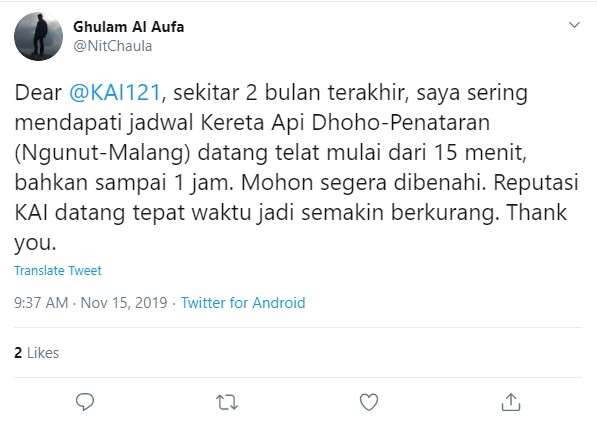 Ghulam Al Aufa
@NitChaula
Dear @KAI121, sekitar 2 bulan terakhir, saya sering
mendapati jadwal Kereta Api Dhoho-Penataran
(Ngunut-Malang) datang telat mulai dari 15 menit,
bahkan sampai 1 jam. Mohon segera dibenahi. Reputasi
KAI datang tepat waktu jadi semakin berkurang. Thank
you.
Translate Tweet
9:37 AM · Nov 15, 2019 · Twitter for Android
2 Likes